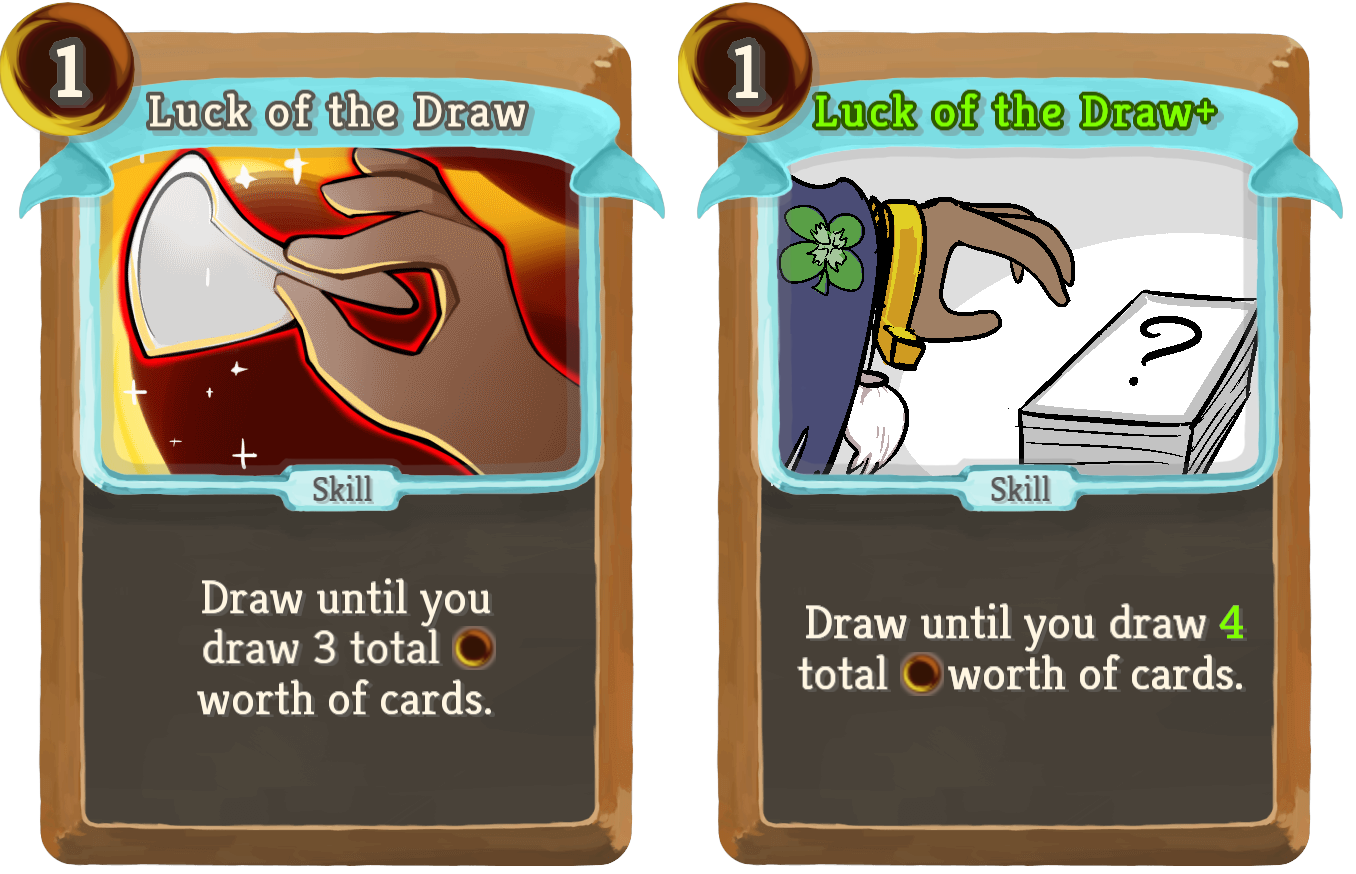 1
Luck of the Draw
Skill
Draw until you
draw 3 total
worth of cards.
1
Luck of the Draw+
?
Skill
Draw until you draw 4
total worth of cards.